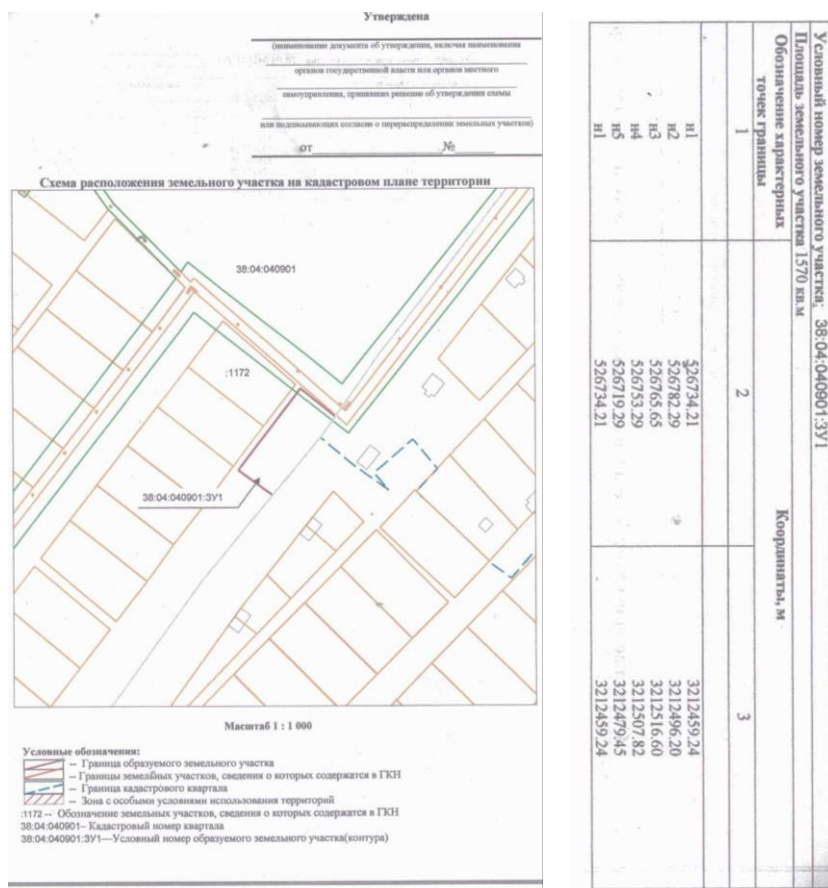 Утверждена
(наименование документа об утверждении, включая наименования
органов государственной власти или органов местного
самоуправления, принявших решение об утверждении схемы
или подписывающих соглашение о перераспределении земельных участков)
от №
Схема расположения земельного участка на кадастровом плане территории
38:04:040901
:1172
38:04:040901:ЗУ1
Масштаб 1 : 1 000
Условные обозначения:
– Граница образуемого земельного участка
– Границы земельных участков, сведения о которых содержатся в ГКН
– Граница кадастрового квартала
– Зона с особыми условиями использования территорий
:1172 -- Обозначение земельных участков, сведения о которых содержатся в ГКН
38:04:040901– Кадастровый номер квартала
38:04:040901:ЗУ1—Условный номер образуемого земельного участка(контура)
Условный номер земельного участка; 38:04:040901:ЗУ1
Площадь земельного участка 1570 кв.м
Обозначение характерных точек границы Координаты, м
1 2 3
н1 526734.21 3212459.24
н2 526782.29 3212496.20
н3 526765.65 3212516.60
н4 526753.29 3212507.82
н5 526719.29 3212479.45
н1 526734.21 3212459.24